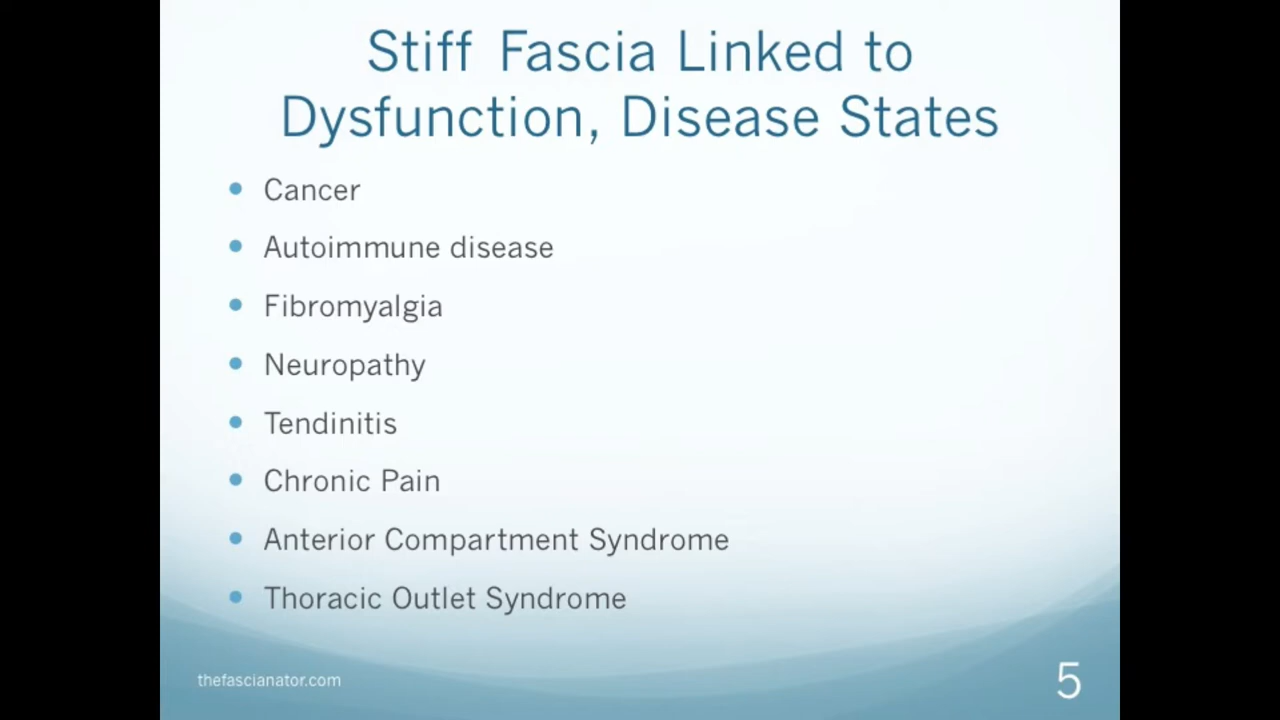 Stiff Fascia Linked to
Dysfunction, Disease States
• Cancer
• Autoimmune disease
• Fibromyalgia
• Neuropathy
• Tendinitis
• Chronic Pain
• Anterior Compartment Syndrome
• Thoracic Outlet Syndrome
thefascianator.com
5